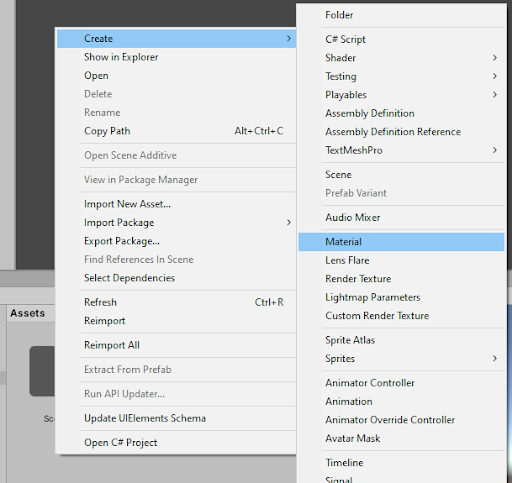 Create
Show in Explorer
Open
Delete
Rename
Copy Path Alt+Ctrl+C
Open Scene Additive
View in Package Manager
Import New Asset...
Import Package
Export Package...
Find References In Scene
Select Dependencies
Refresh Ctrl+R
Reimport
Reimport All
Extract From Prefab
Run API Updater...
Update UIElements Schema
Open C# Project
Folder
C# Script
Shader
Testing
Playables
Assembly Definition
Assembly Definition Reference
TextMeshPro
Scene
Prefab Variant
Audio Mixer
Material
Lens Flare
Render Texture
Lightmap Parameters
Custom Render Texture
Sprite Atlas
Sprites
Animator Controller
Animation
Animator Override Controller
Avatar Mask
Timeline
Signal
Assets